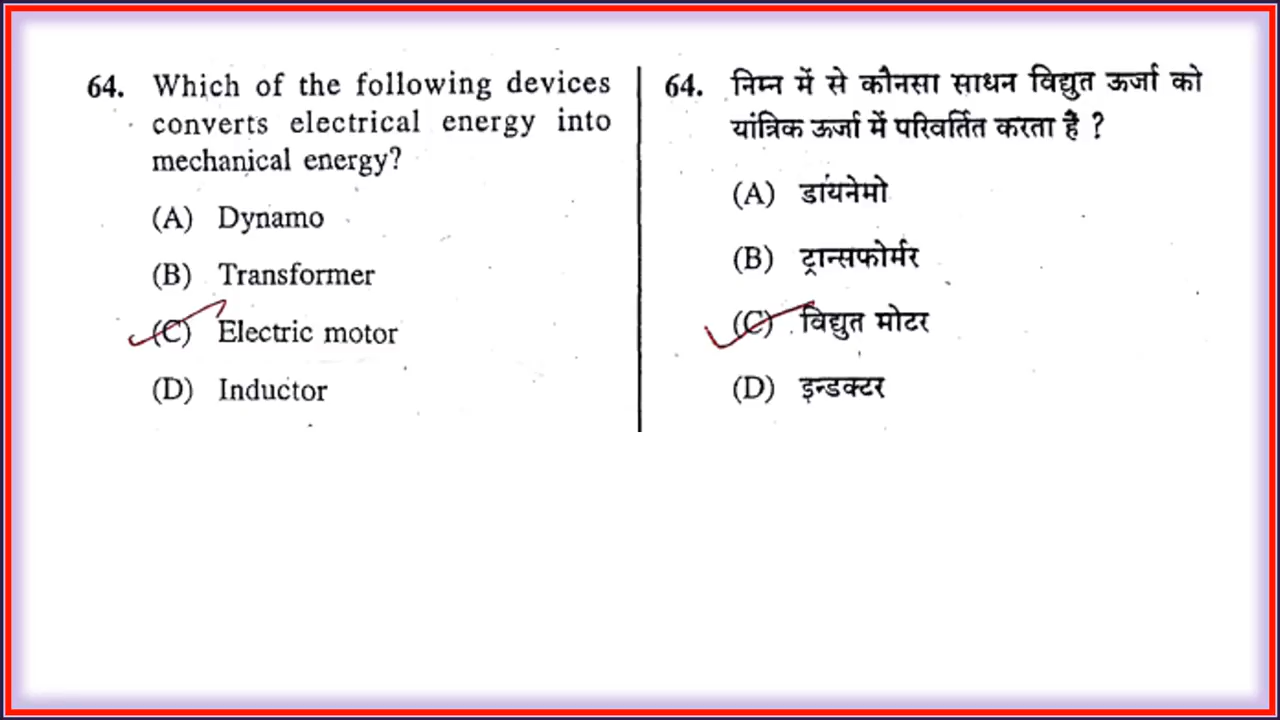 64. Which of the following devices
converts electrical energy into
mechanical energy?
(A) Dynamo
(B) Transformer
(C) Electric motor
(D) Inductor
64. निम्न में से कौनसा साधन विद्युत ऊर्जा को
यांत्रिक ऊर्जा में परिवर्तित करता है ?
(A) डायनेमो
(B) ट्रान्सफोर्मर
(C) विद्युत मोटर
(D) इन्डक्टर